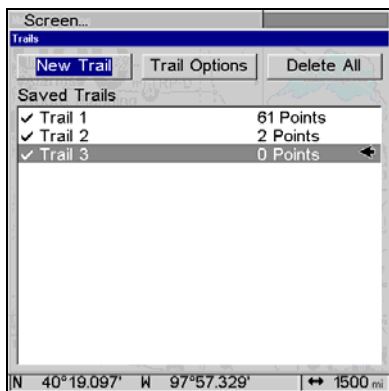 Screen...
Trails
New Trail Trail Options Delete All
Saved Trails
✓ Trail 1 61 Points
✓ Trail 2 2 Points
✓ Trail 3 0 Points
N 40°19.097' W 97°57.329' ↔ 1500 mi